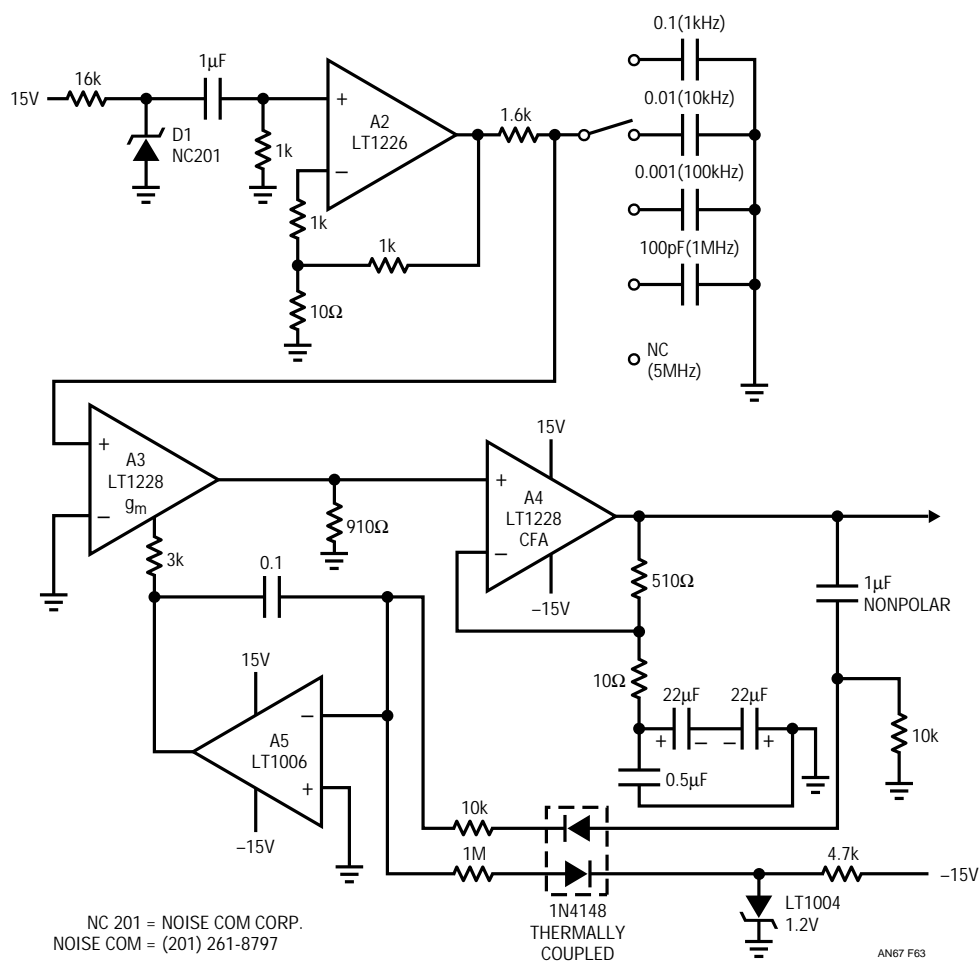 0.1(1kHz)
1µF
16k
15V
0.01(10kHz)
+
A2
LT1226
1.6k
D1
NC201
1k
–
0.001(100kHz)
1k
1k
100pF(1MHz)
10Ω
NC
(5MHz)
+
A3
LT1228
gm
–
15V
+
A4
LT1228
CFA
–
–15V
910Ω
3k
0.1
510Ω
1µF
NONPOLAR
10Ω
22µF
22µF
+
–
–
+
10k
0.5µF
15V
–
A5
LT1006
+
–15V
10k
1M
4.7k
–15V
1N4148
THERMALLY
COUPLED
LT1004
1.2V
NC 201 = NOISE COM CORP.
NOISE COM = (201) 261-8797
AN67 F63